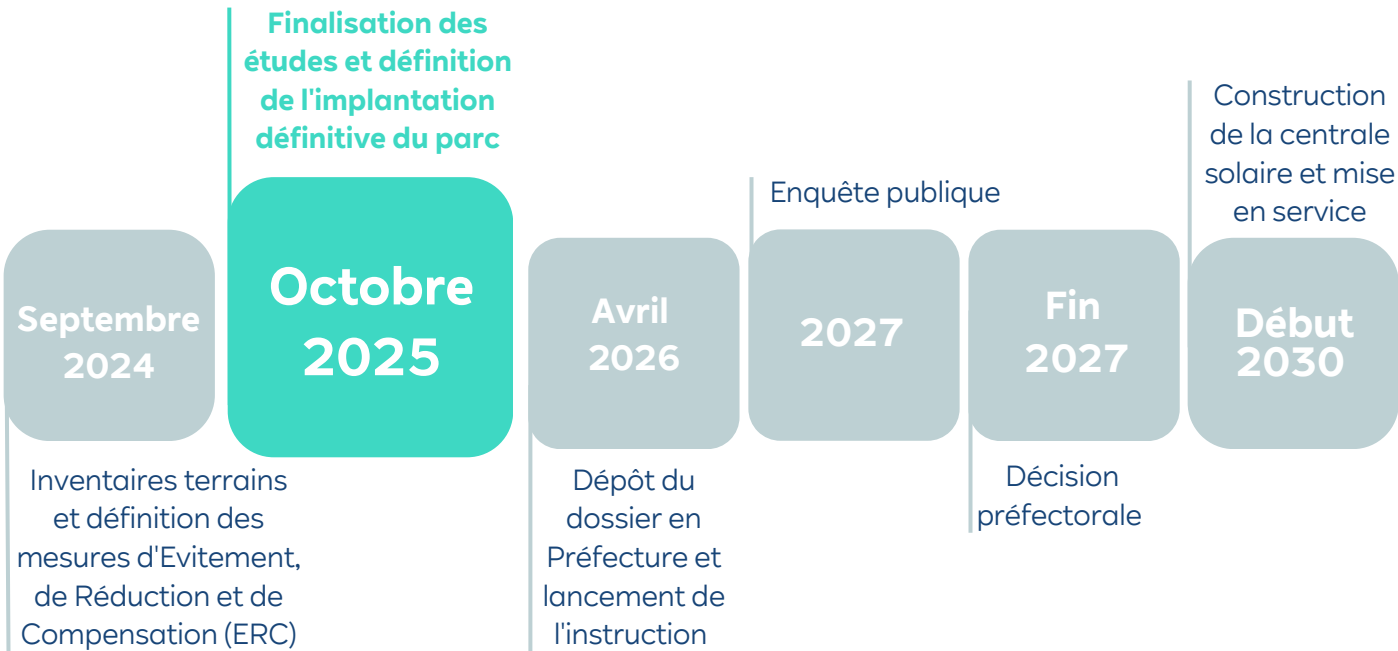 Finalisation des
études et définition
de l'implantation
définitive du parc
Construction
de la centrale
solaire et mise
en service
Enquête publique
Septembre
2024
Octobre
2025
Avril
2026
2027
Fin
2027
Début
2030
Inventaires terrains
et définition des
mesures d'Evitement,
de Réduction et de
Compensation (ERC)
Dépôt du
dossier en
Préfecture et
lancement de
l'instruction
Décision
préfectorale